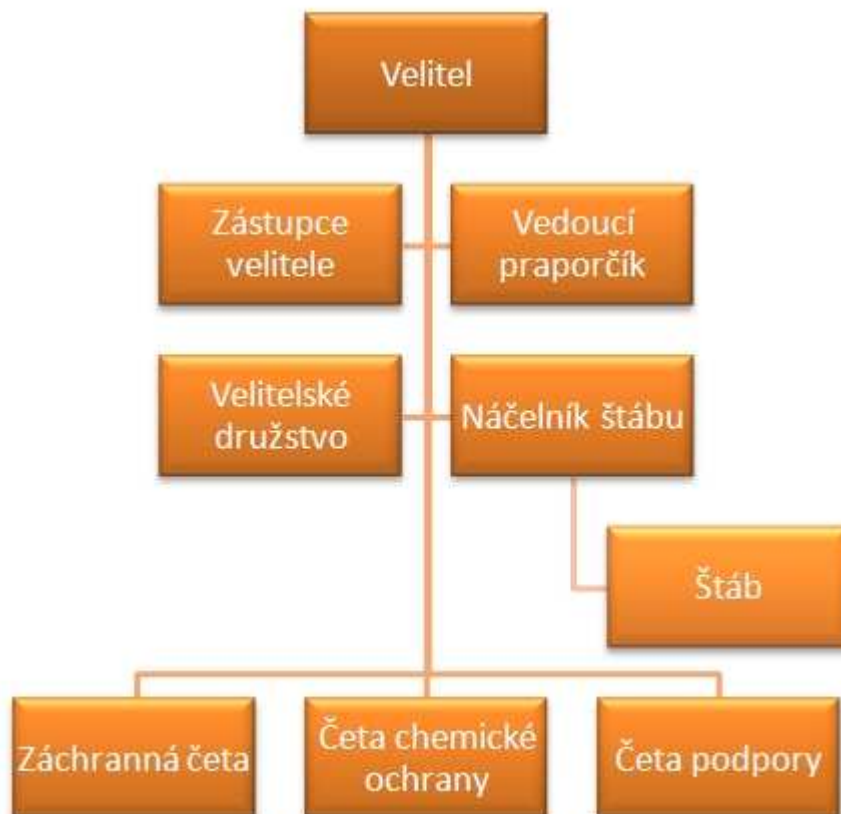 Velitel
Zástupce
velitele
Vedoucí
praporčík
Velitelské
družstvo
Náčelník štábu
Štáb
Záchranná četa
Četa chemické
ochrany
Četa podpory